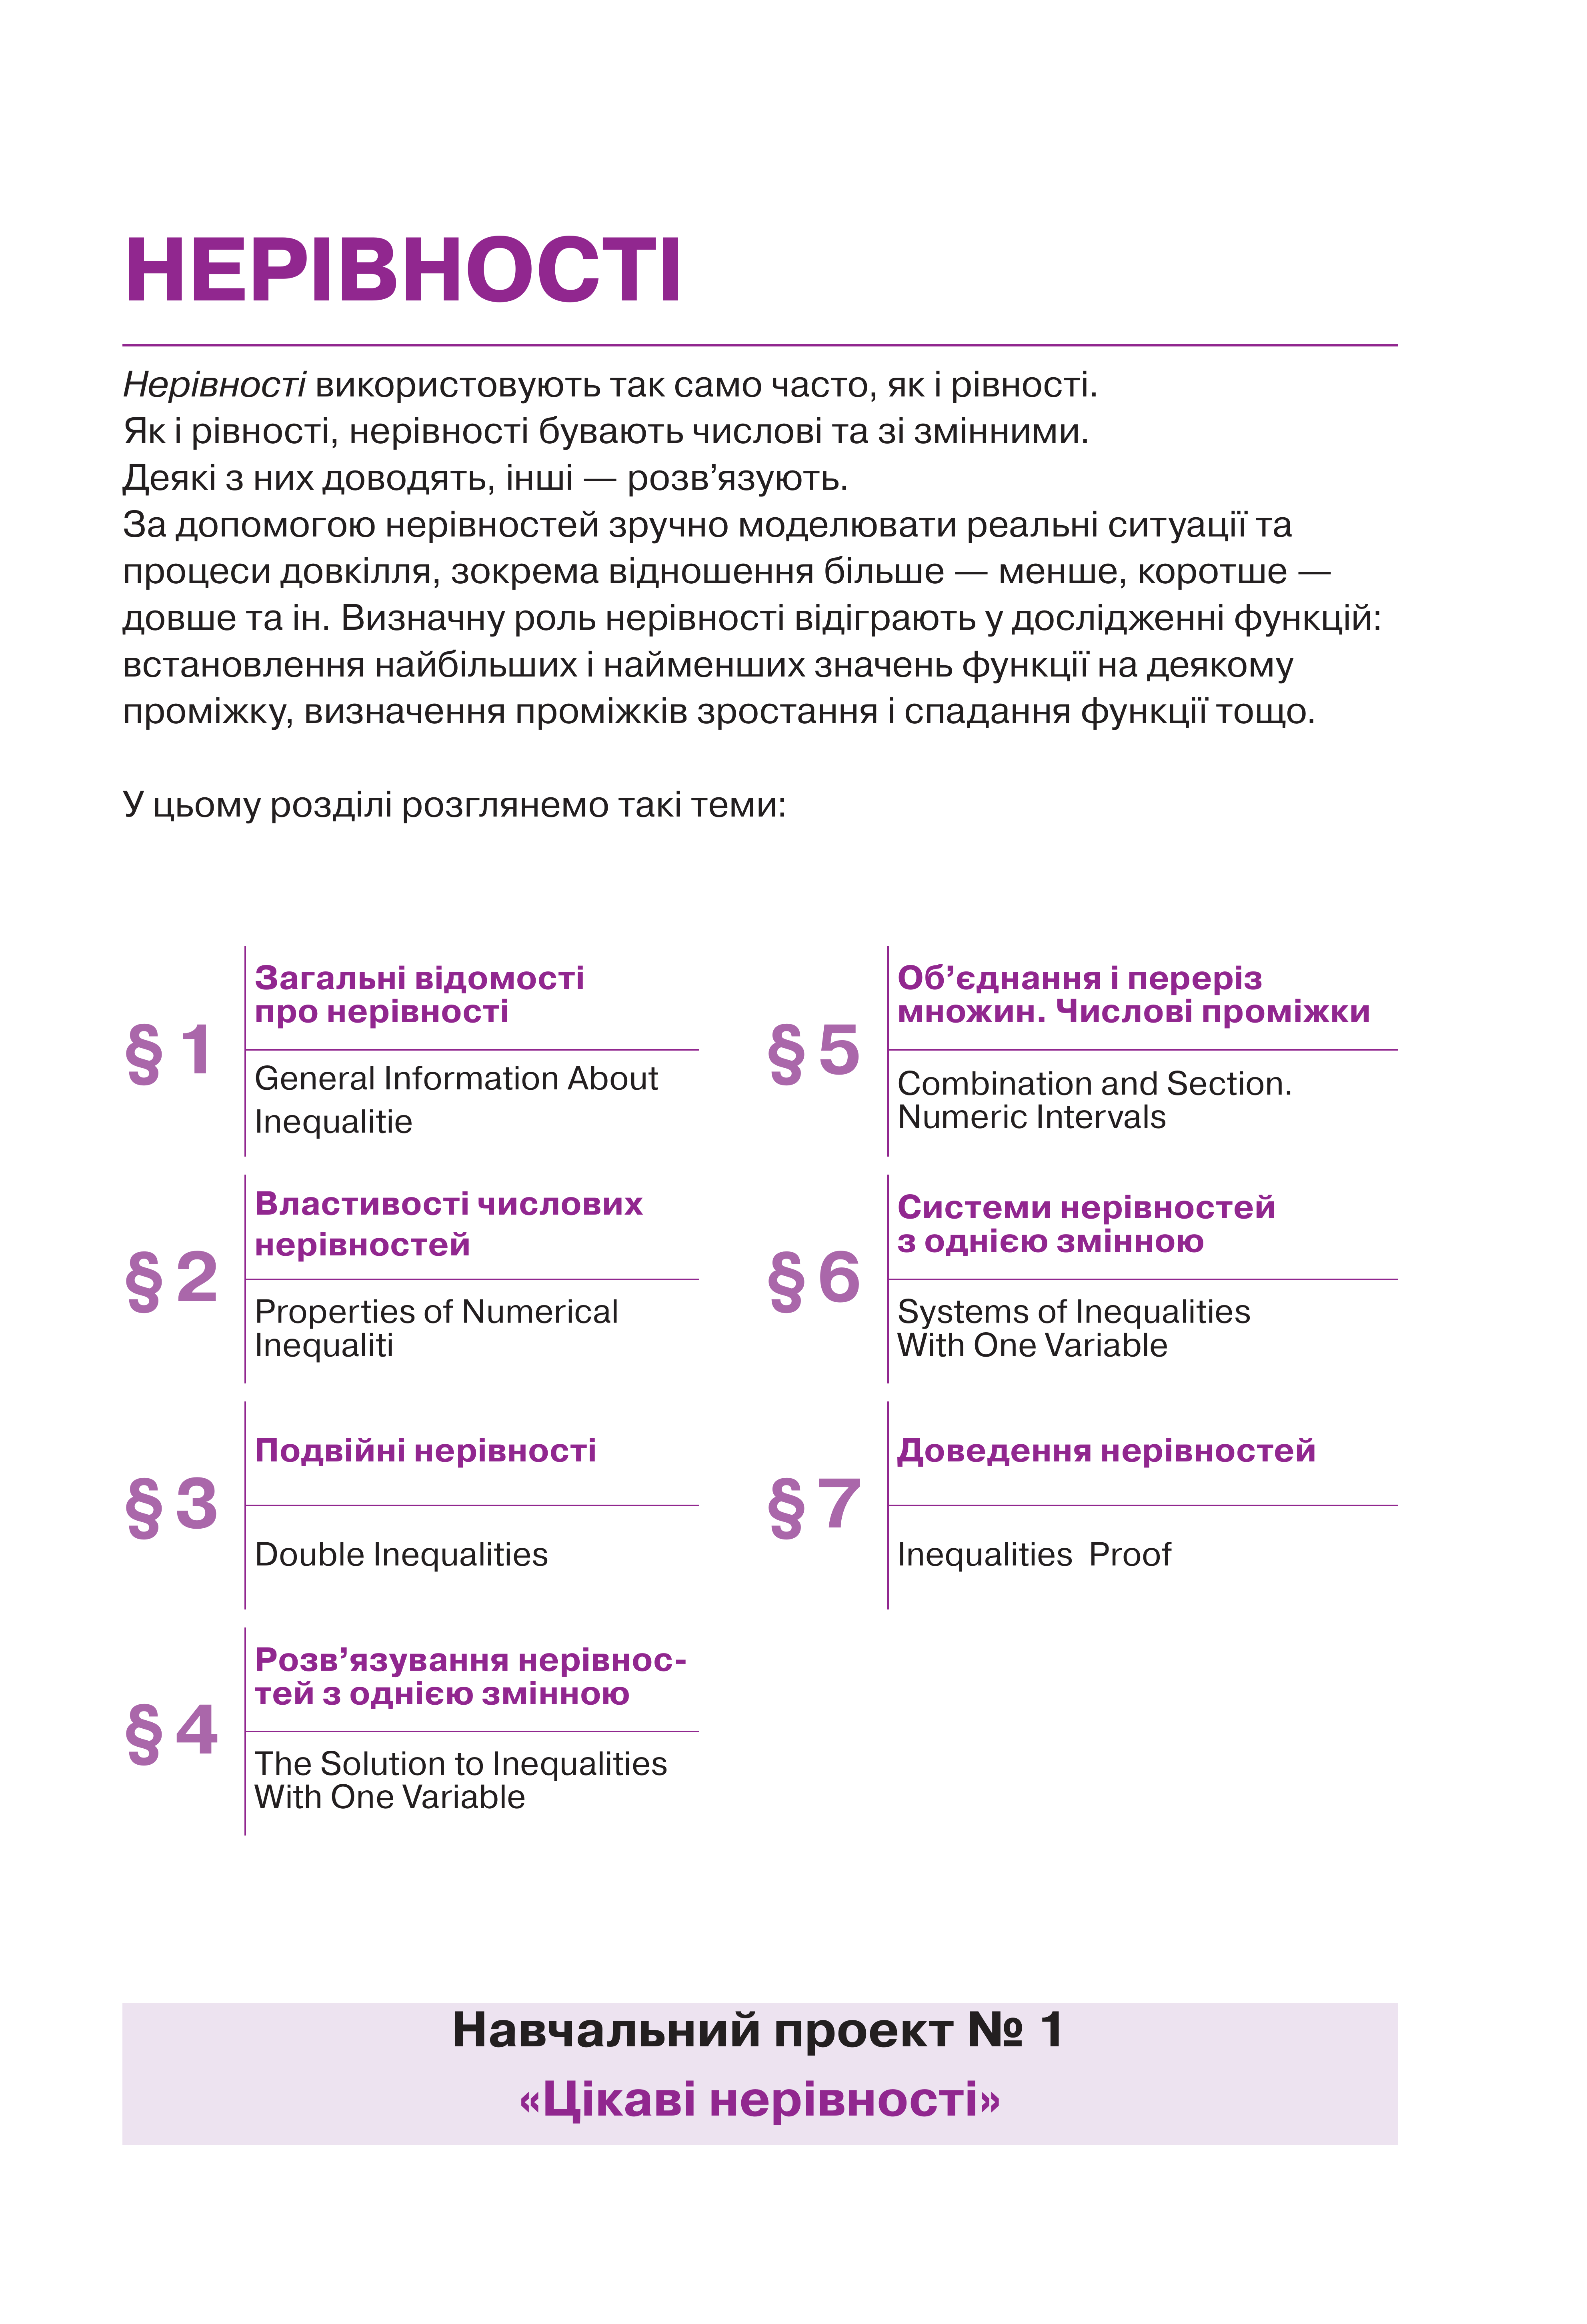 НЕРІВНОСТІ
Нерівності використовують так само часто, як і рівності.
Як і рівності, нерівності бувають числові та зі змінними.
Деякі з них доводять, інші — розв’язують.
За допомогою нерівностей зручно моделювати реальні ситуації та
процеси довкілля, зокрема відношення більше — менше, коротше —
довше та ін. Визначну роль нерівності відіграють у дослідженні функцій:
встановлення найбільших і найменших значень функції на деякому
проміжку, визначення проміжків зростання і спадання функції тощо.
У цьому розділі розглянемо такі теми:
§ 1
Загальні відомості
про нерівності
General Information About
Inequalitie
§ 2
Властивості числових
нерівностей
Properties of Numerical
Inequaliti
§ 3
Подвійні нерівності
Double Inequalities
§ 4
Розв’язування нерівнос-
тей з однією змінною
The Solution to Inequalities
With One Variable
§ 5
Об’єднання і переріз
множин. Числові проміжки
Combination and Section.
Numeric Intervals
§ 6
Системи нерівностей
з однією змінною
Systems of Inequalities
With One Variable
§ 7
Доведення нерівностей
Inequalities Proof
Навчальний проект № 1
«Цікаві нерівності»